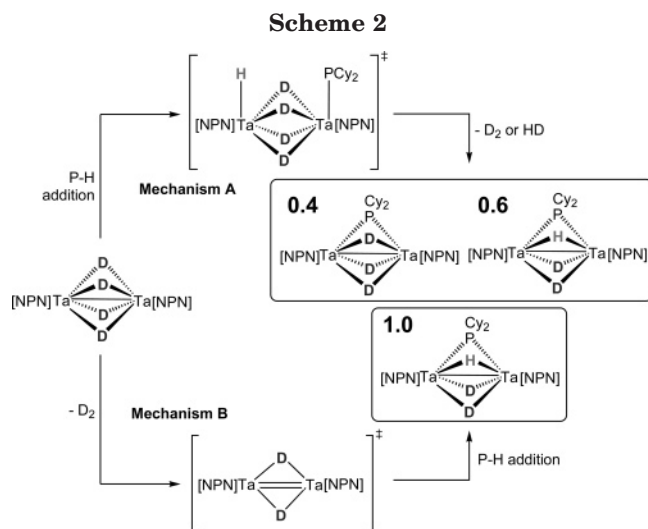 Scheme 2
‡
H
PCy2
D
D
[NPN]Ta
Ta[NPN]
D
D
- D2 or HD
P-H
addition
Mechanism A
0.4
0.6
Cy2
P
D
[NPN]Ta
Ta[NPN]
D
D
Cy2
P
H
[NPN]Ta
Ta[NPN]
D
D
D
D
[NPN]Ta
Ta[NPN]
D
D
1.0
Cy2
P
H
[NPN]Ta
Ta[NPN]
D
D
- D2
Mechanism B
‡
D
[NPN]Ta
Ta[NPN]
D
P-H addition